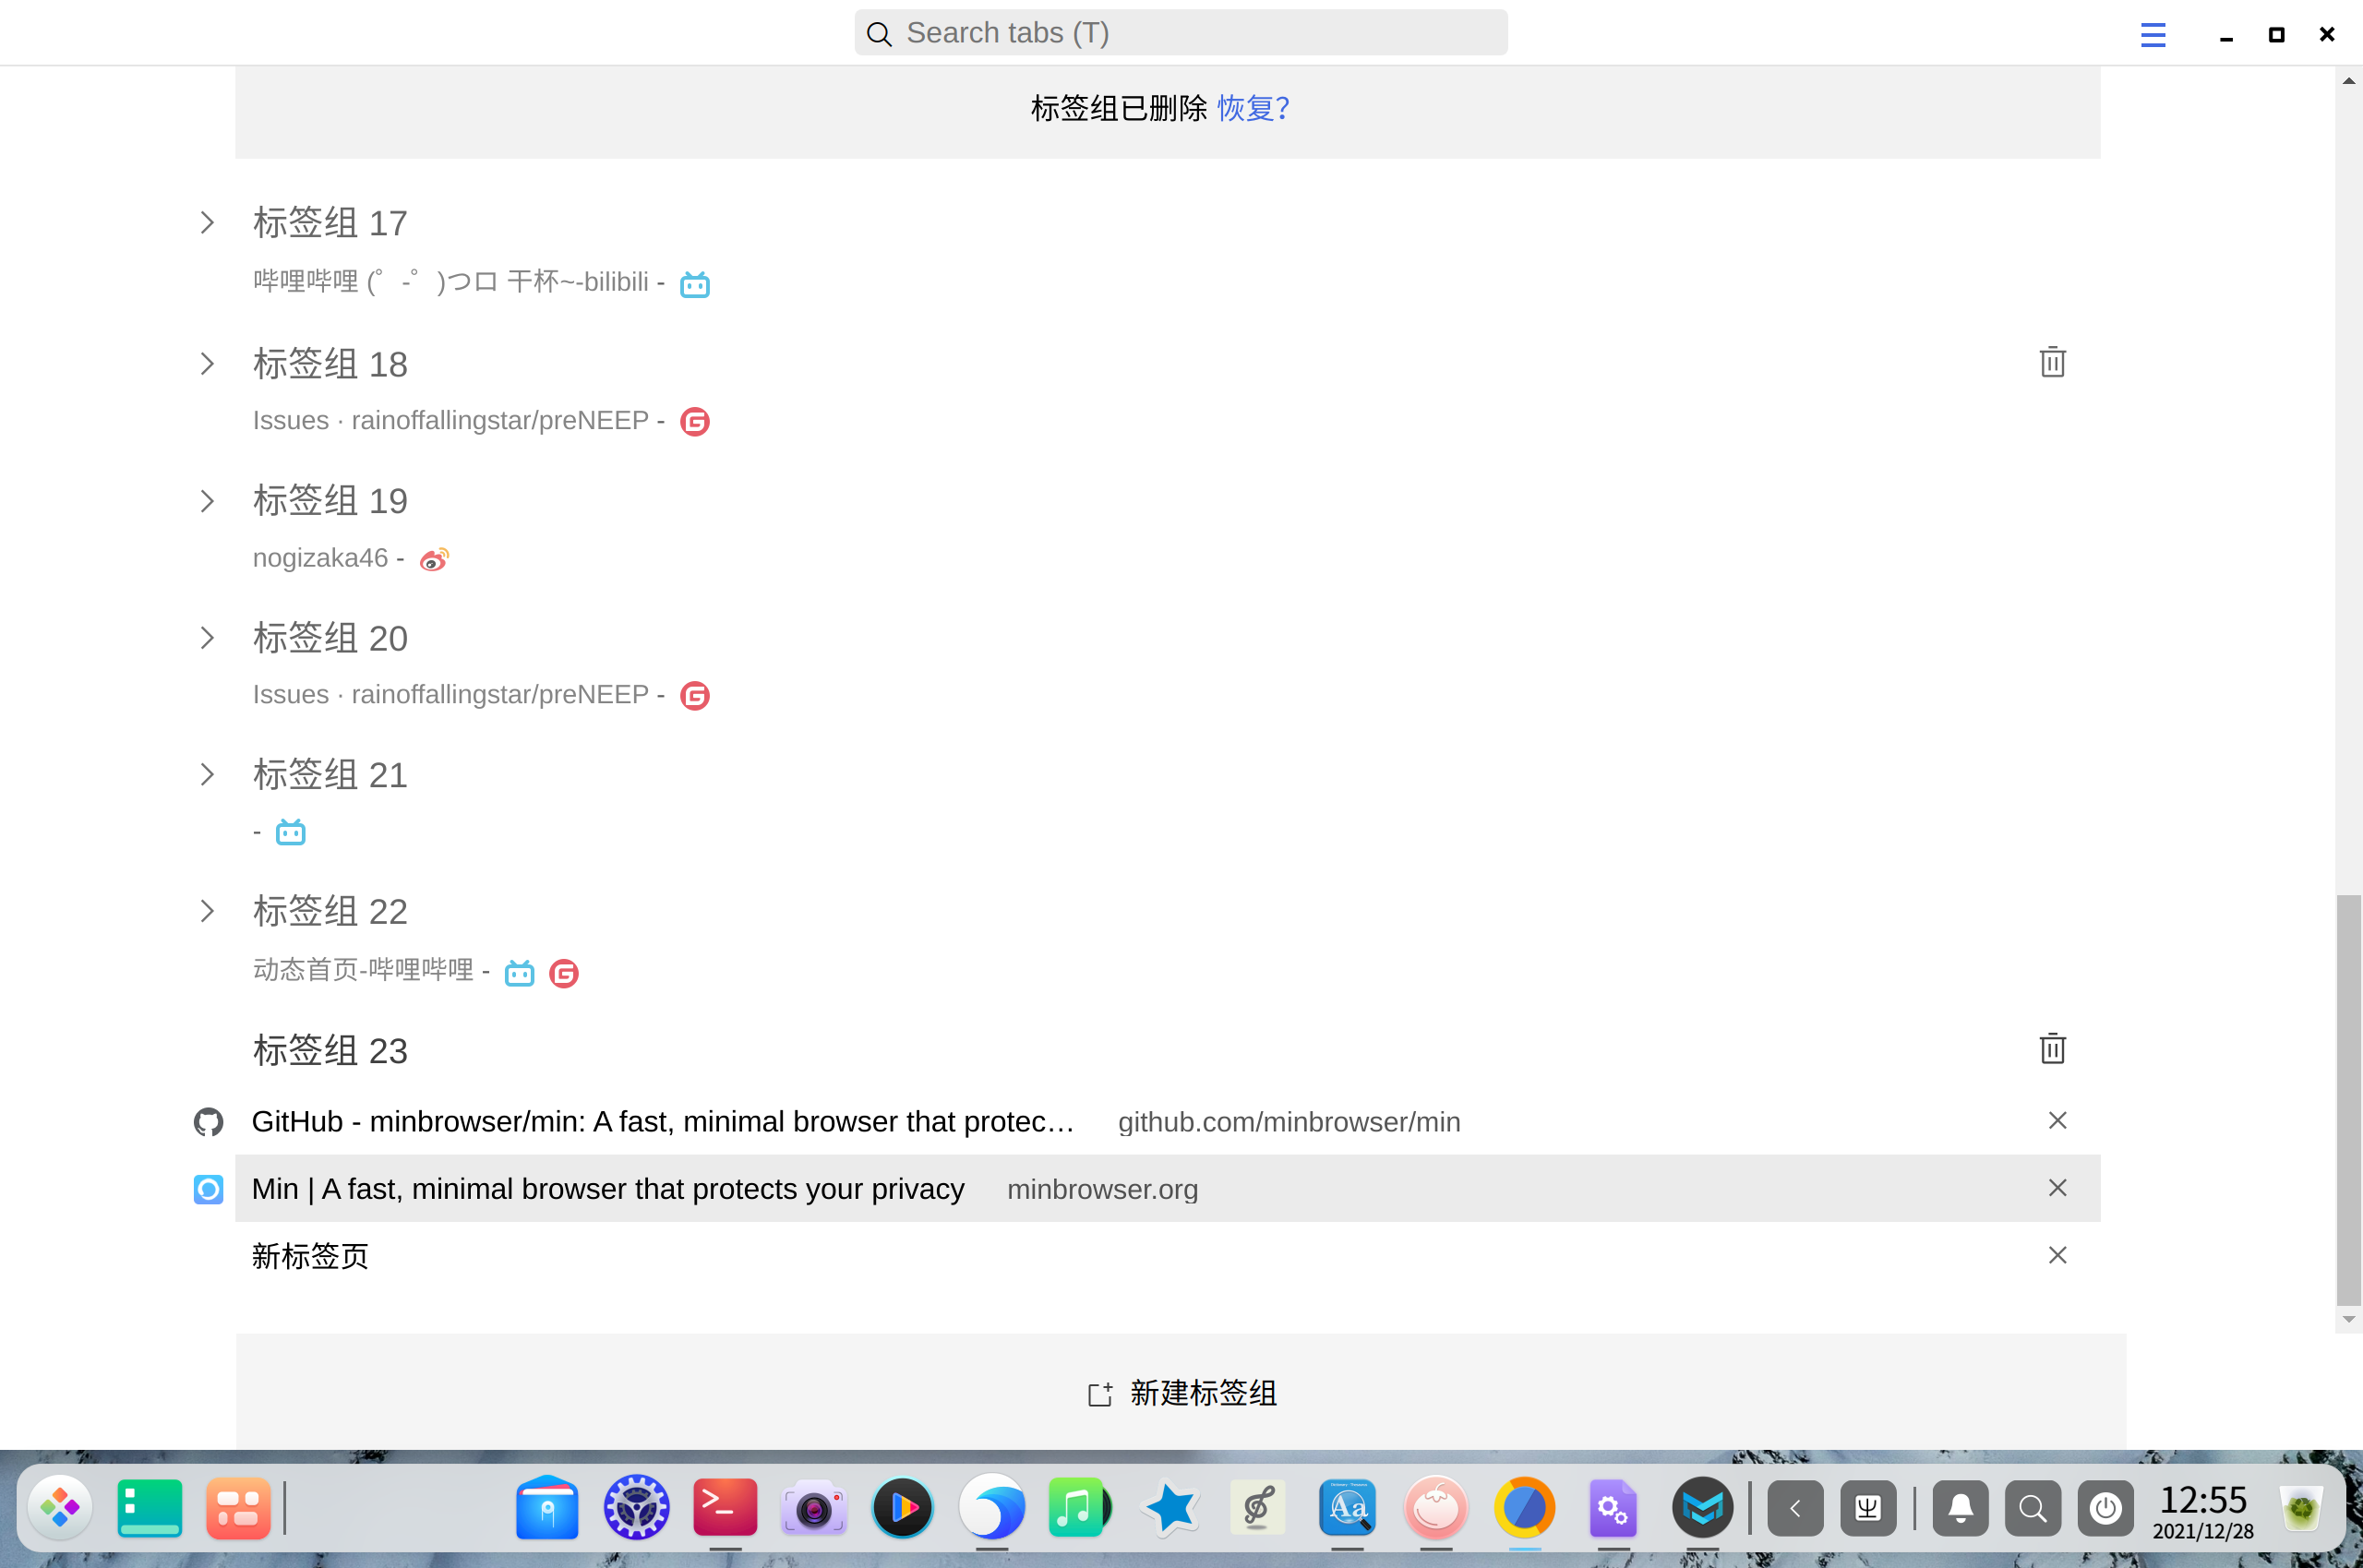 Search tabs (T)
标签组已删除 恢复?
标签组 17
哔哩哔哩 (゜-゜)つロ 干杯~-bilibili -
标签组 18
Issues · rainoffallingstar/preNEEP -
标签组 19
nogizaka46 -
标签组 20
Issues · rainoffallingstar/preNEEP -
标签组 21
-
标签组 22
动态首页-哔哩哔哩 -
标签组 23
GitHub - minbrowser/min: A fast, minimal browser that protec… github.com/minbrowser/min
Min | A fast, minimal browser that protects your privacy minbrowser.org
新标签页
新建标签组
Aa
12:55
2021/12/28